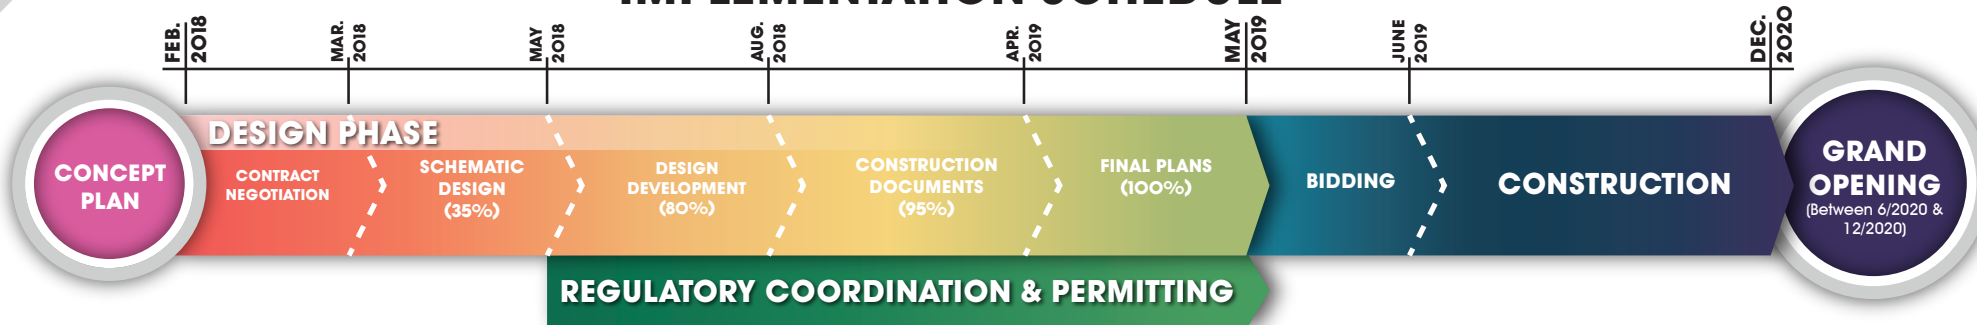 IMPLEMENTATION SCHEDULE
FEB.
2018
MAR.
2018
MAY
2018
AUG.
2018
APR.
2019
MAY
2019
JUNE
2019
DEC.
2020
CONCEPT
PLAN
DESIGN PHASE
CONTRACT
NEGOTIATION
SCHEMATIC
DESIGN
(35%)
DESIGN
DEVELOPMENT
(80%)
CONSTRUCTION
DOCUMENTS
(95%)
FINAL PLANS
(100%)
BIDDING
CONSTRUCTION
GRAND
OPENING
(Between 6/2020 &
12/2020)
REGULATORY COORDINATION & PERMITTING